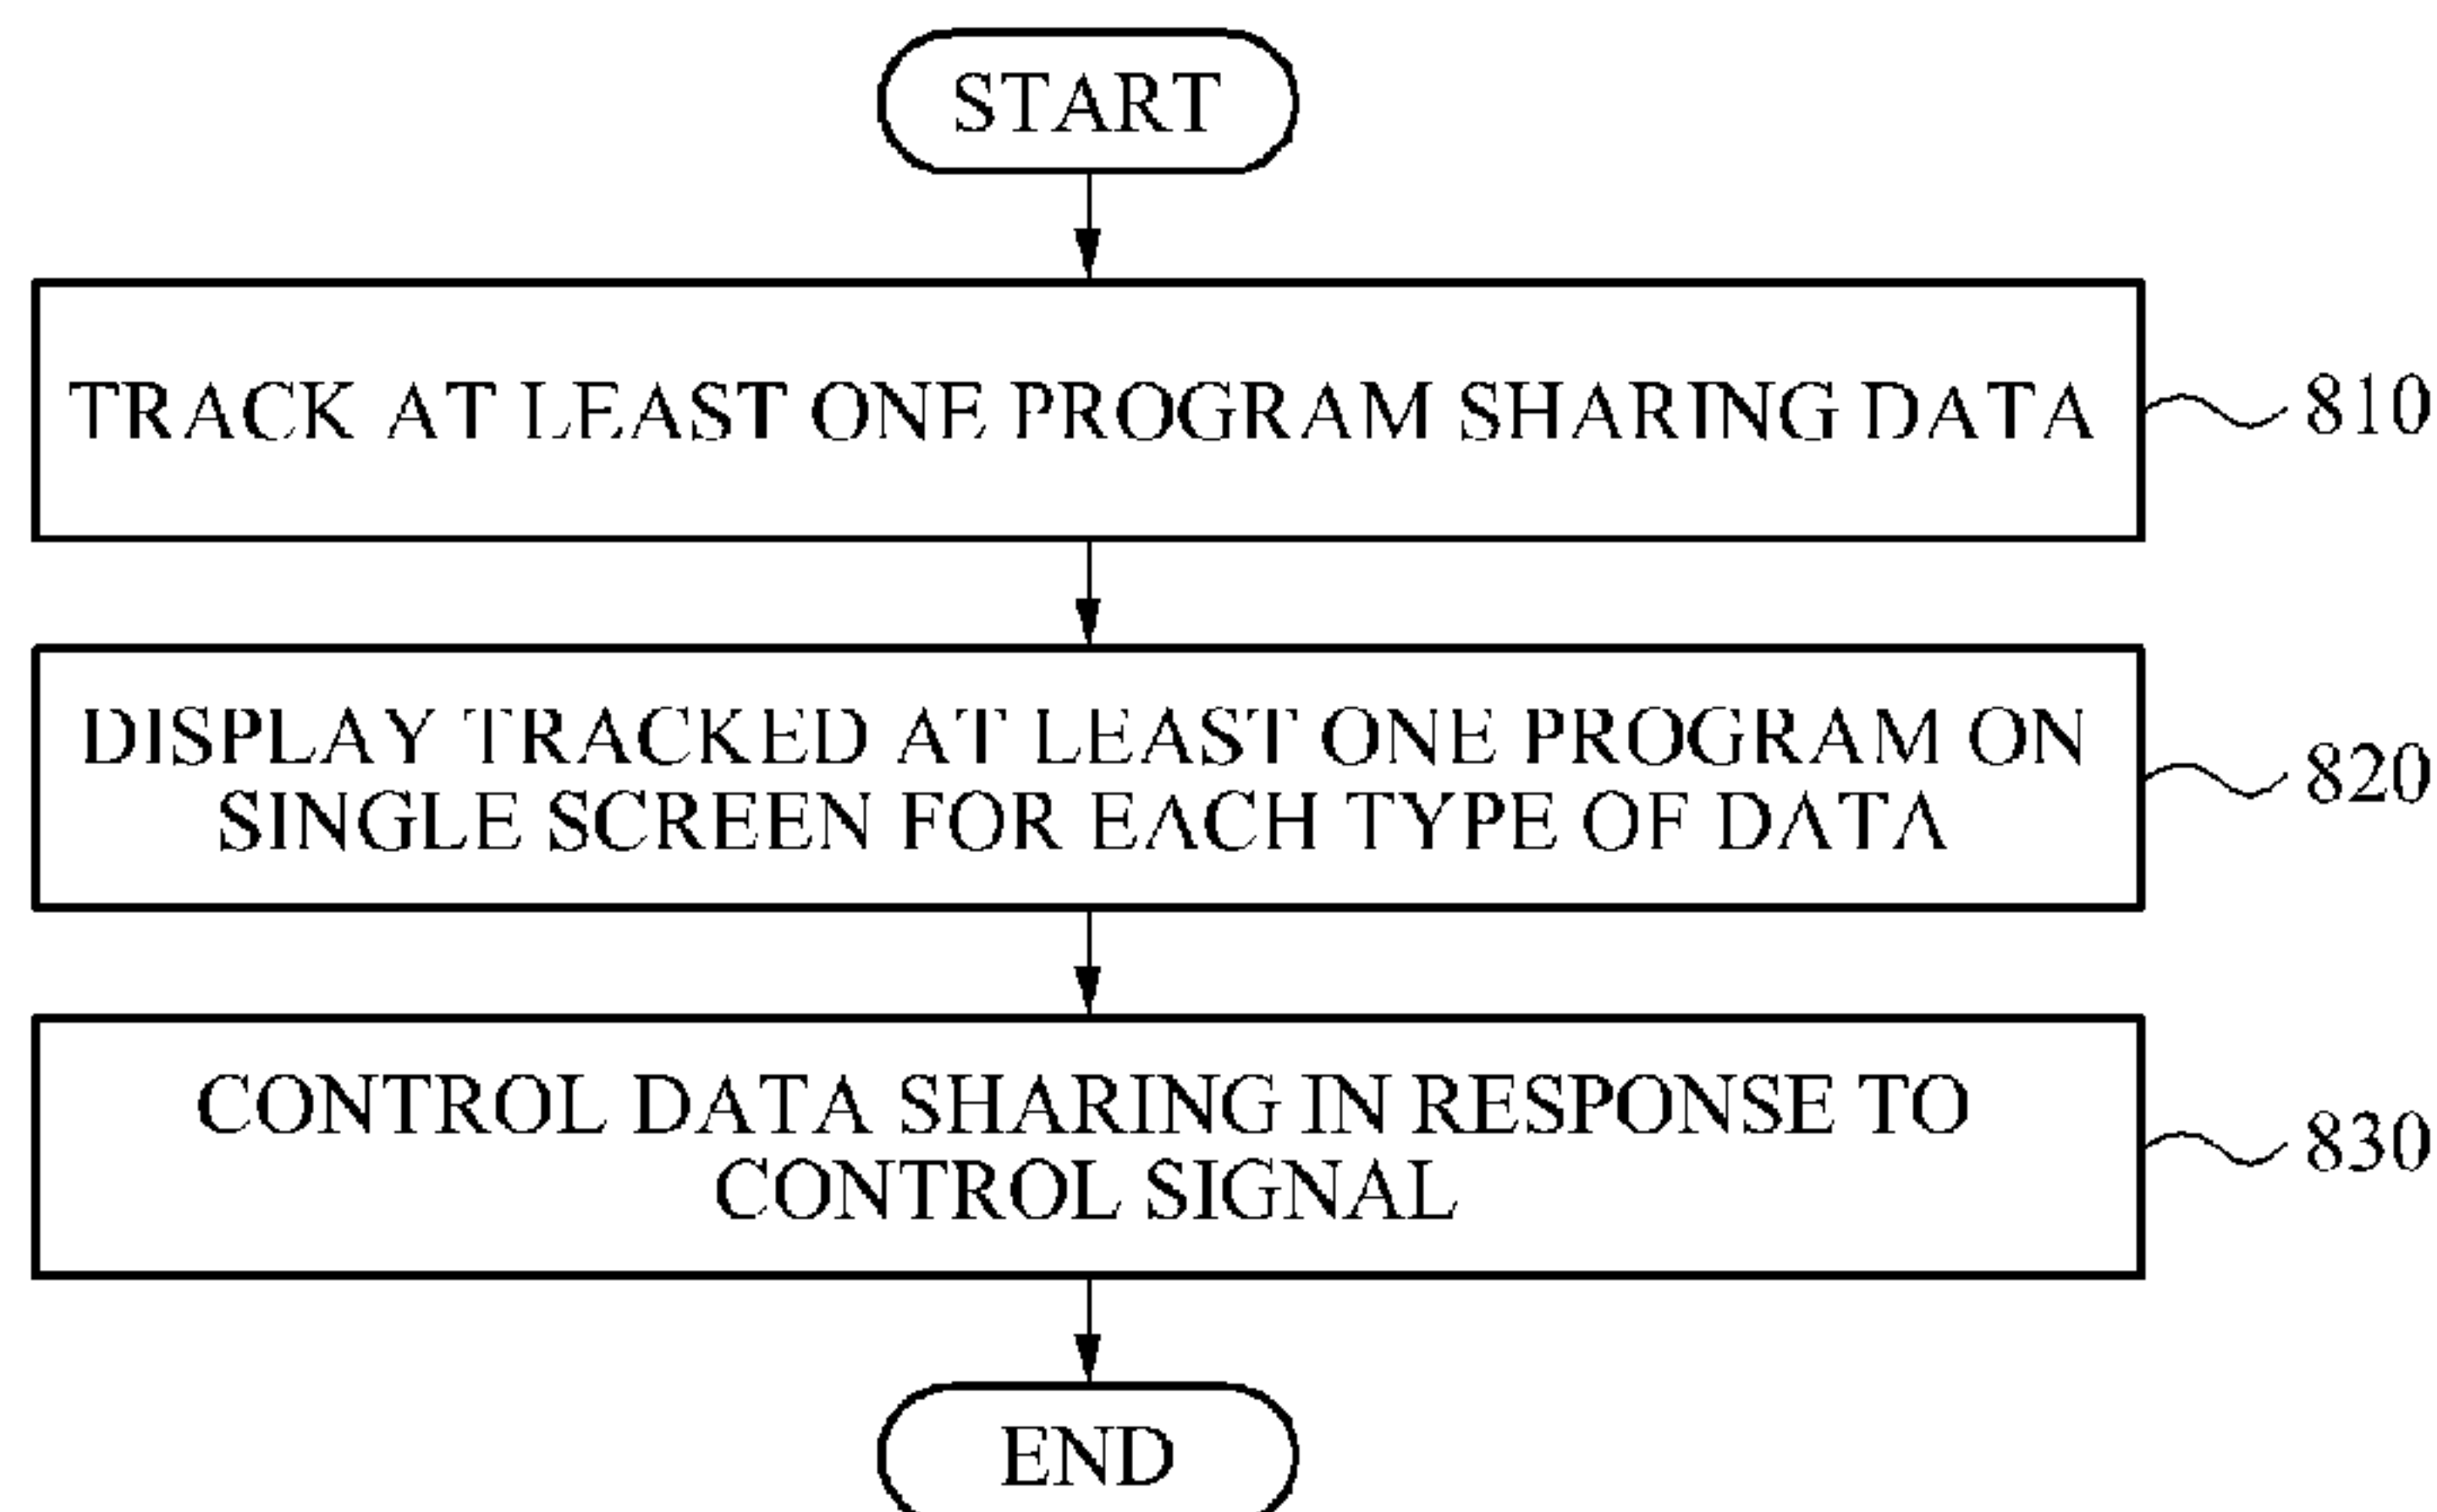 START
TRACK AT LEAST ONE PROGRAM SHARING DATA
810
DISPLAY TRACKED AT LEAST ONE PROGRAM ON
SINGLE SCREEN FOR EACH TYPE OF DATA
820
CONTROL DATA SHARING IN RESPONSE TO
CONTROL SIGNAL
830
END